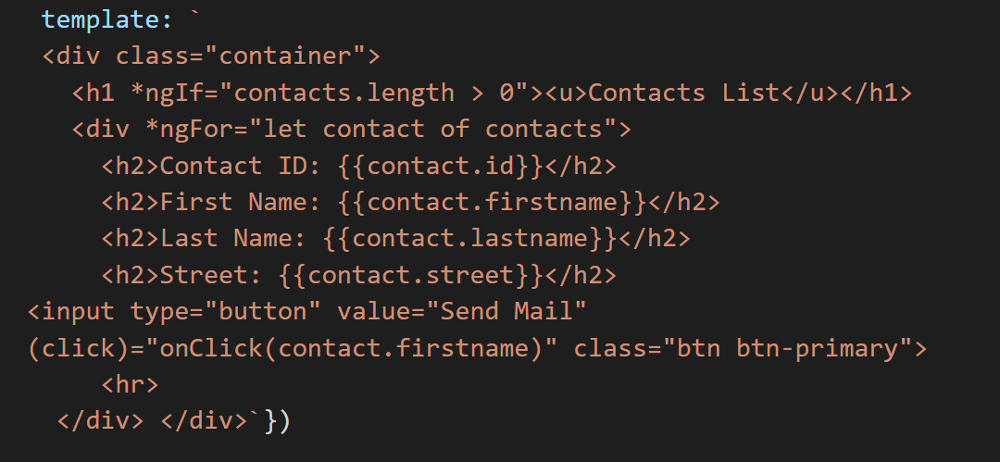 template: `
<div class="container">
<h1 *ngIf="contacts.length > 0"><u>Contacts List</u></h1>
<div *ngFor="let contact of contacts">
<h2>Contact ID: {{contact.id}}</h2>
<h2>First Name: {{contact.firstname}}</h2>
<h2>Last Name: {{contact.lastname}}</h2>
<h2>Street: {{contact.street}}</h2>
<input type="button" value="Send Mail"
(click)="onClick(contact.firstname)" class="btn btn-primary">
<hr>
</div> </div>`})